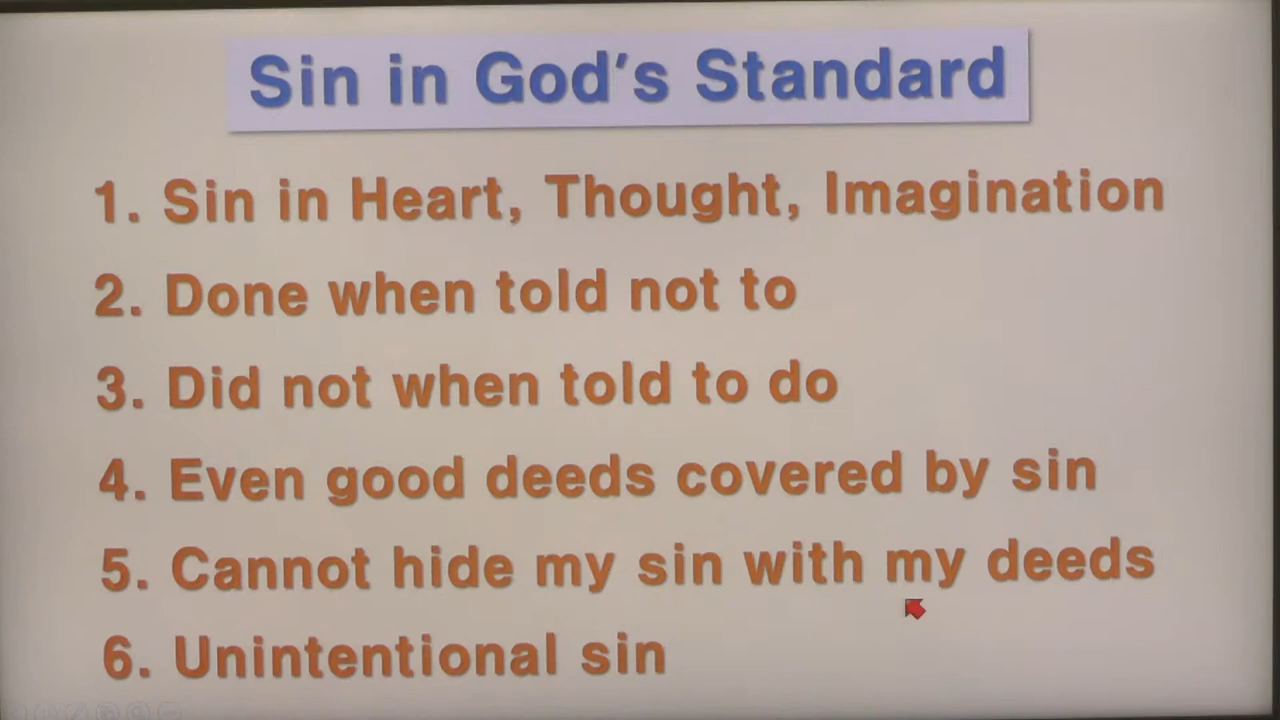 Sin in God's Standard
1. Sin in Heart, Thought, Imagination
2. Done when told not to
3. Did not when told to do
4. Even good deeds covered by sin
5. Cannot hide my sin with my deeds
6. Unintentional sin